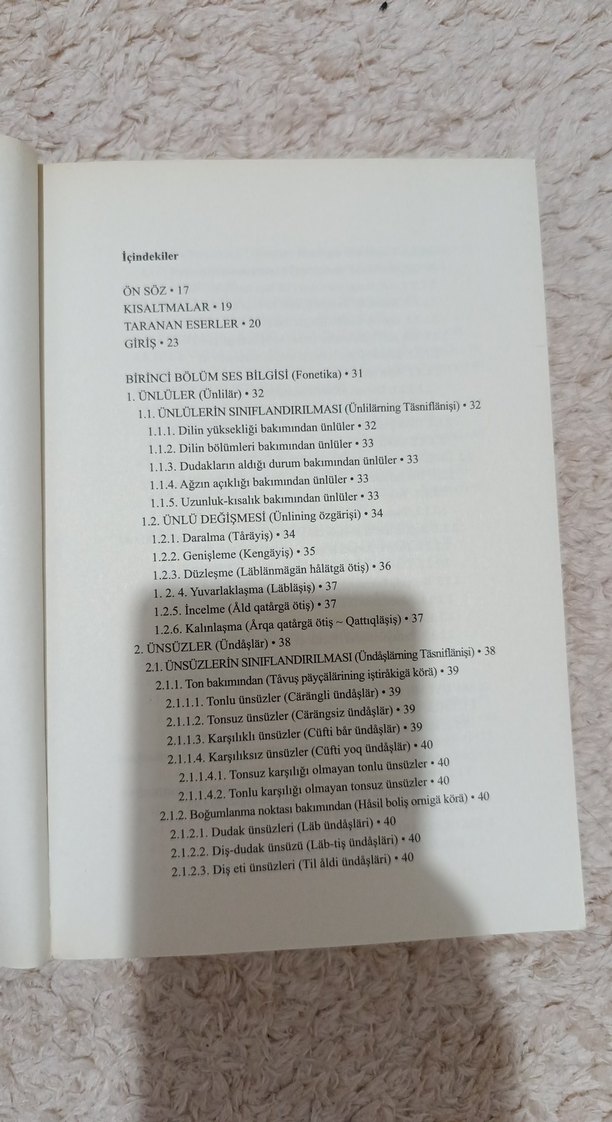 İçindekiler
ÖN SÖZ • 17
KISALTMALAR • 19
TARANAN ESERLER • 20
GİRİŞ • 23
BİRİNCİ BÖLÜM SES BİLGİSİ (Fonetika) • 31
1. ÜNLÜLER (Ünlilär) • 32
1.1. ÜNLÜLERİN SINIFLANDIRILMASI (Ünlilärning Täsniflänişi) • 32
1.1.1. Dilin yüksekliği bakımından ünlüler • 32
1.1.2. Dilin bölümleri bakımından ünlüler • 33
1.1.3. Dudakların aldığı durum bakımından ünlüler • 33
1.1.4. Ağzın açıklığı bakımından ünlüler • 33
1.1.5. Uzunluk-kısalık bakımından ünlüler • 33
1.2. ÜNLÜ DEĞİŞMESİ (Ünlining özgärişi) • 34
1.2.1. Daralma (Tåräyiş) • 34
1.2.2. Genişleme (Kengäyiş) • 35
1.2.3. Düzleşme (Läblänmägän hålätgä ötiş) • 36
1. 2. 4. Yuvarlaklaşma (Läbläşiş) • 37
1.2.5. İncelme (Åld qatårgä ötiş) • 37
1.2.6. Kalınlaşma (Årqa qatårgä ötiş ~ Qattıqläşiş) • 37
2. ÜNSÜZLER (Ündåşlär) • 38
2.1. ÜNSÜZLERİN SINIFLANDIRILMASI (Ündåşlärning Täsniflänişi) • 38
2.1.1. Ton bakımından (Tåvuş päyçälärining iştiråkigä körä) • 39
2.1.1.1. Tonlu ünsüzler (Cärängli ündåşlär) • 39
2.1.1.2. Tonsuz ünsüzler (Cärängsiz ündåşlär) • 39
2.1.1.3. Karşılıklı ünsüzler (Cüfti bår ündåşlär) • 39
2.1.1.4. Karşılıksız ünsüzler (Cüfti yoq ündåşlär) • 40
2.1.1.4.1. Tonsuz karşılığı olmayan tonlu ünsüzler • 40
2.1.1.4.2. Tonlu karşılığı olmayan tonsuz ünsüzler • 40
2.1.2. Boğumlanma noktası bakımından (Håsil boliş ornigä körä) • 40
2.1.2.1. Dudak ünsüzleri (Läb ündåşläri) • 40
2.1.2.2. Diş-dudak ünsüzü (Läb-tiş ündåşläri) • 40
2.1.2.3. Diş eti ünsüzleri (Til åldi ündåşläri) • 40